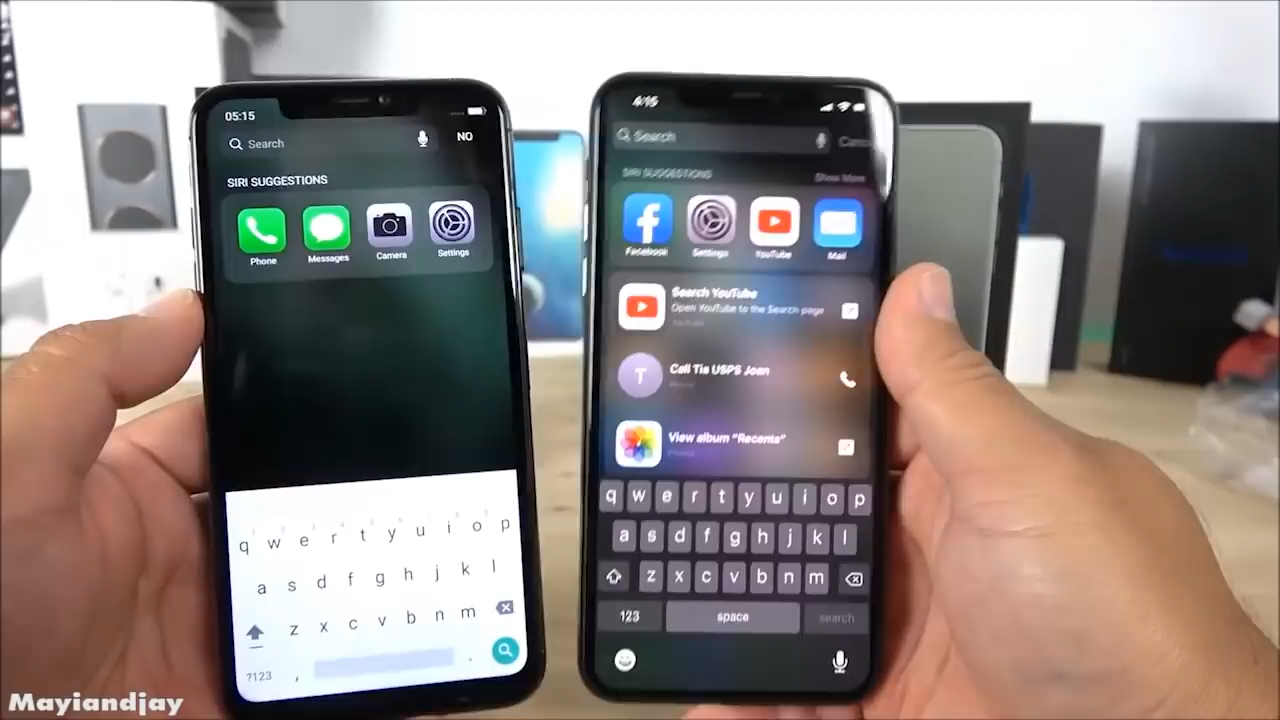 05:15
Search
NO
SIRI SUGGESTIONS
Phone
Messages
Camera
Settings
q w e r t y u i o p
a s d f g h j k l
z x c v b n m
?123 , .
4:15
Search
SIRI SUGGESTIONS
Show More
Facebook
Settings
YouTube
Mail
Search YouTube
Open YouTube to the Search page
YouTube
T
Call Tia USPS Joan
Phone
View album "Recents"
Photos
q w e r t y u i o p
a s d f g h j k l
z x c v b n m
123
space
search
Mayiandjay